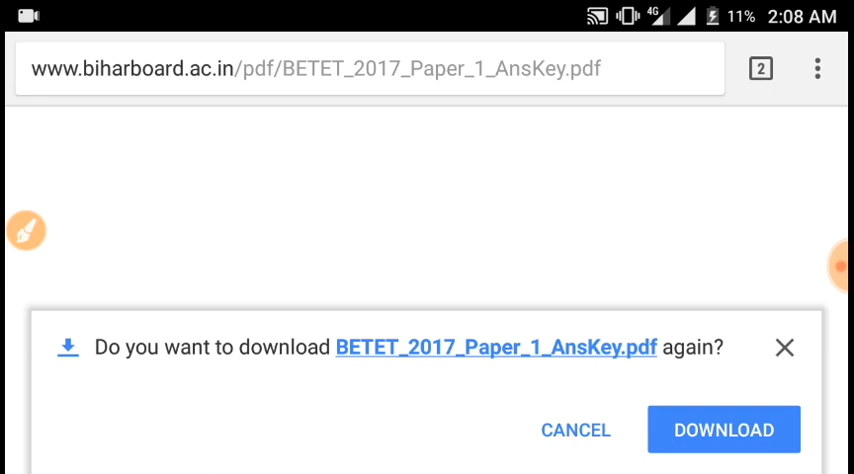 4G 11% 2:08 AM
www.biharboard.ac.in/pdf/BETET_2017_Paper_1_AnsKey.pdf 2
Do you want to download BETET_2017_Paper_1_AnsKey.pdf again?
CANCEL DOWNLOAD